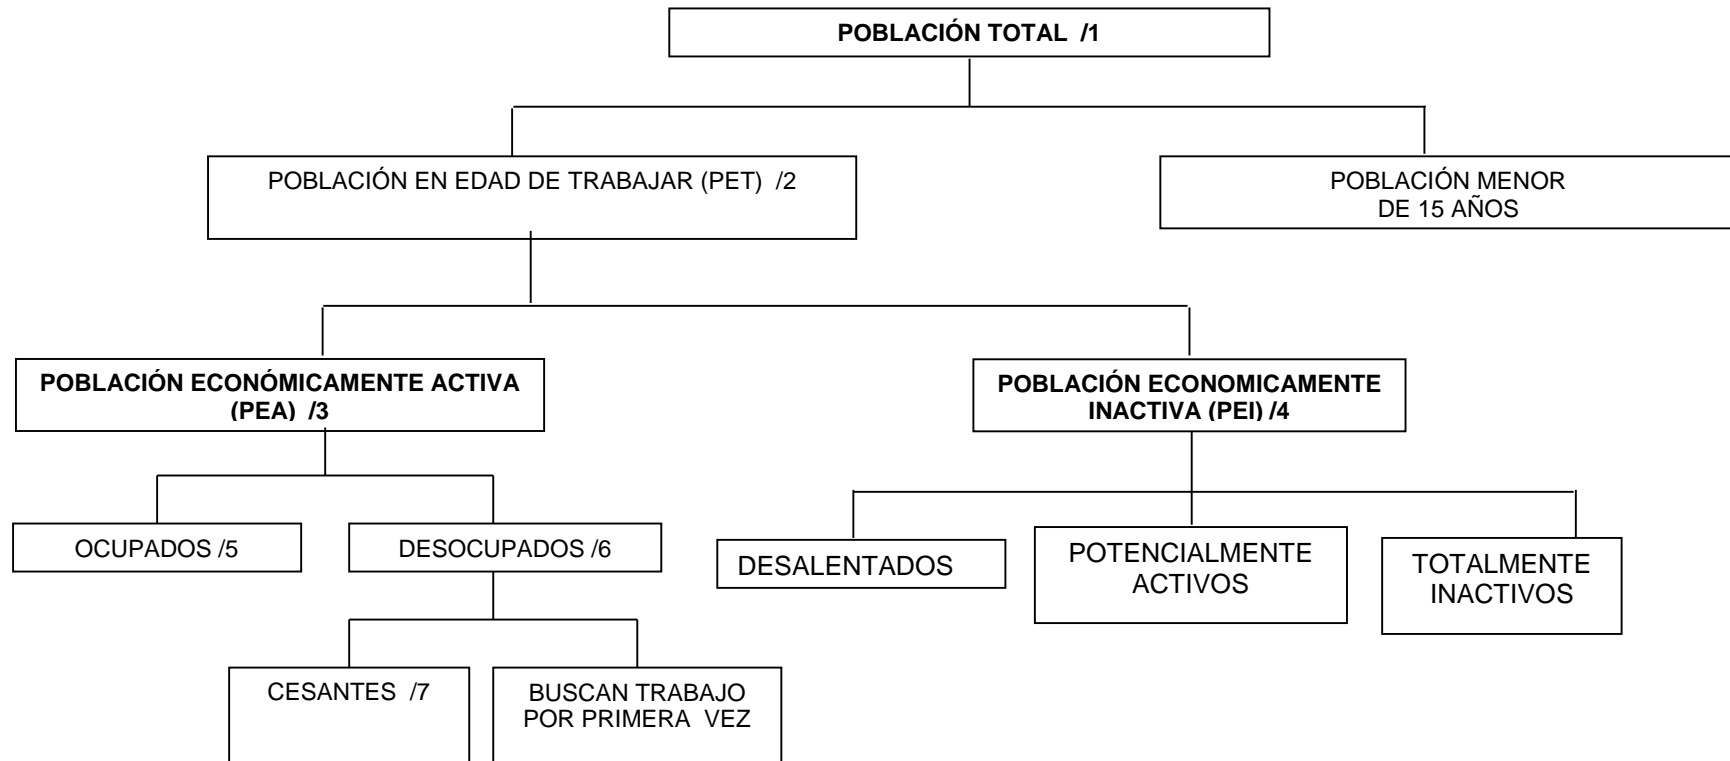 POBLACIÓN TOTAL /1
POBLACIÓN EN EDAD DE TRABAJAR (PET) /2
POBLACIÓN MENOR
DE 15 AÑOS
POBLACIÓN ECONÓMICAMENTE ACTIVA
(PEA) /3
POBLACIÓN ECONOMICAMENTE
INACTIVA (PEI) /4
OCUPADOS /5
DESOCUPADOS /6
DESALENTADOS
POTENCIALMENTE
ACTIVOS
TOTALMENTE
INACTIVOS
CESANTES /7
BUSCAN TRABAJO
POR PRIMERA VEZ